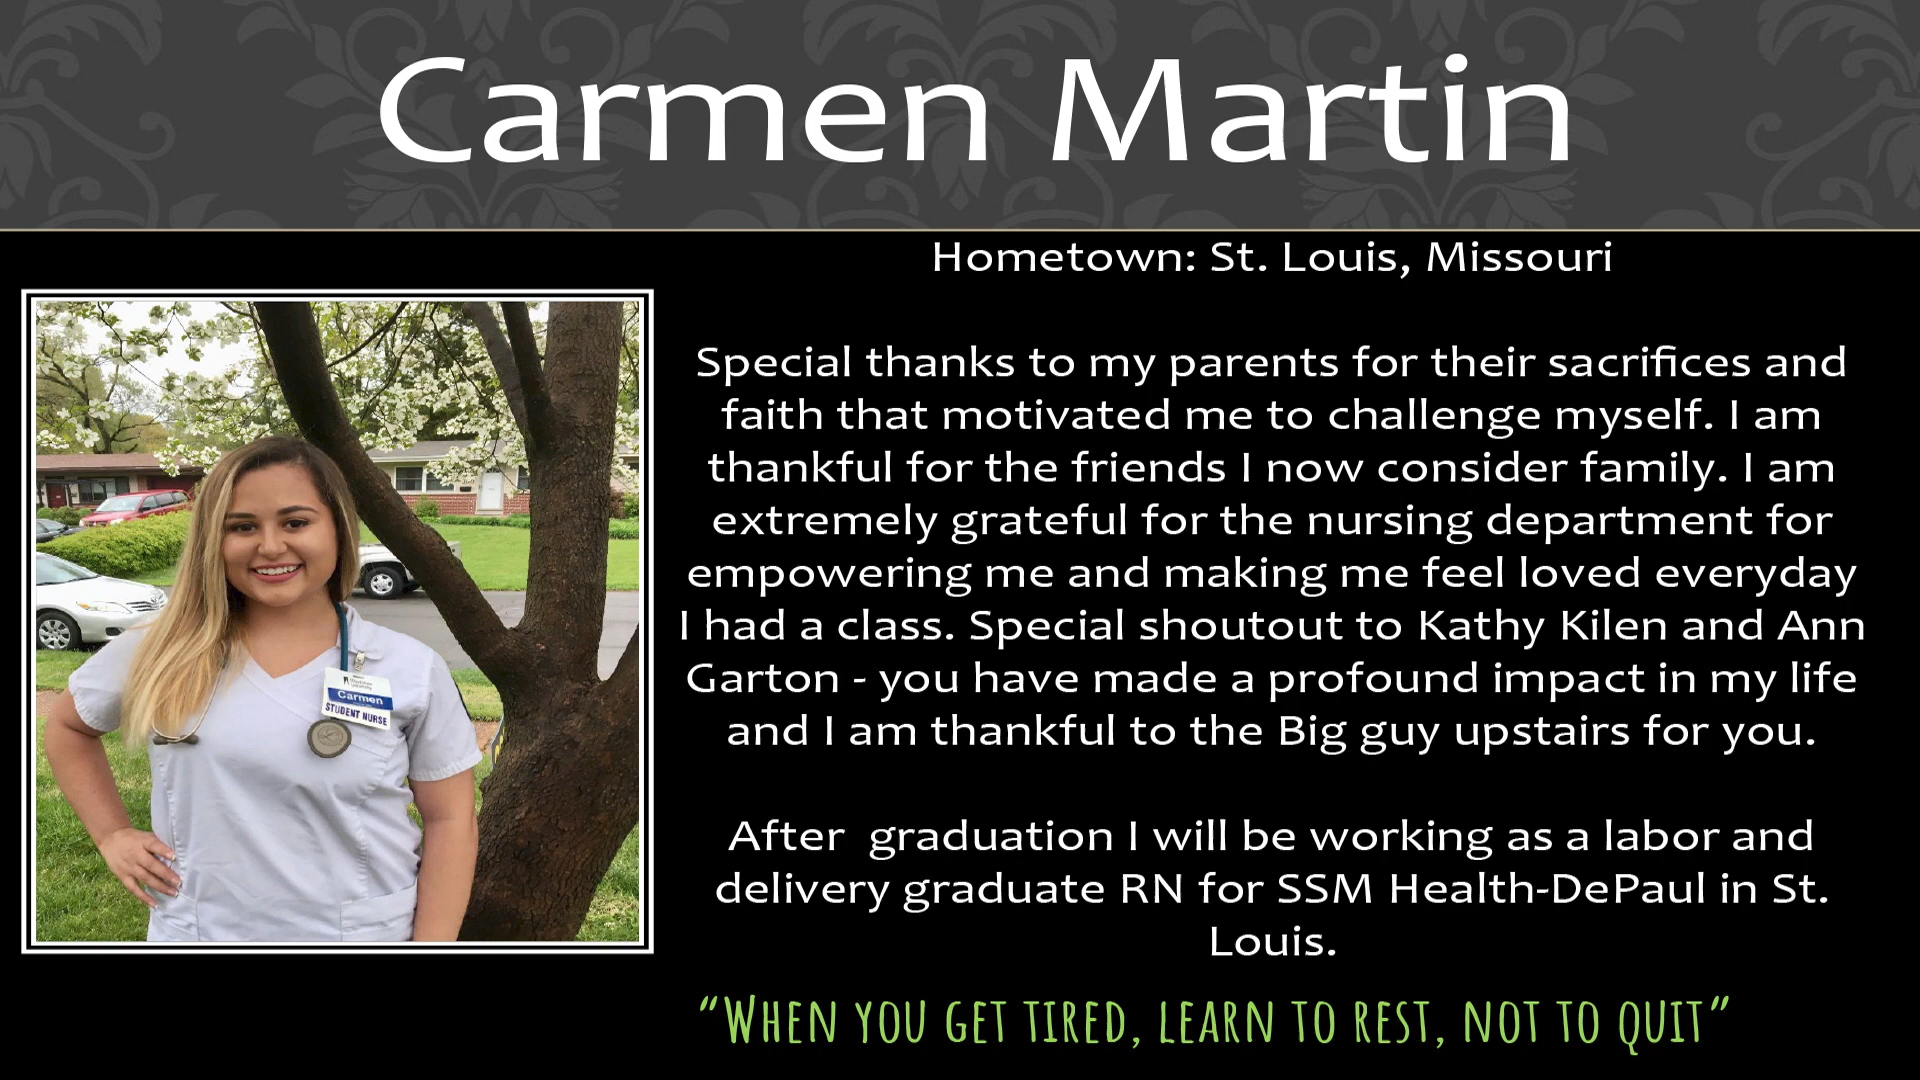 Carmen Martin
Hometown: St. Louis, Missouri
Special thanks to my parents for their sacrifices and
faith that motivated me to challenge myself. I am
thankful for the friends I now consider family. I am
extremely grateful for the nursing department for
empowering me and making me feel loved everyday
I had a class. Special shoutout to Kathy Kilen and Ann
Garton - you have made a profound impact in my life
and I am thankful to the Big guy upstairs for you.
After  graduation I will be working as a labor and
delivery graduate RN for SSM Health-DePaul in St.
Louis.
“When you get tired, learn to rest, not to quit”
University
Carmen
STUDENT NURSE